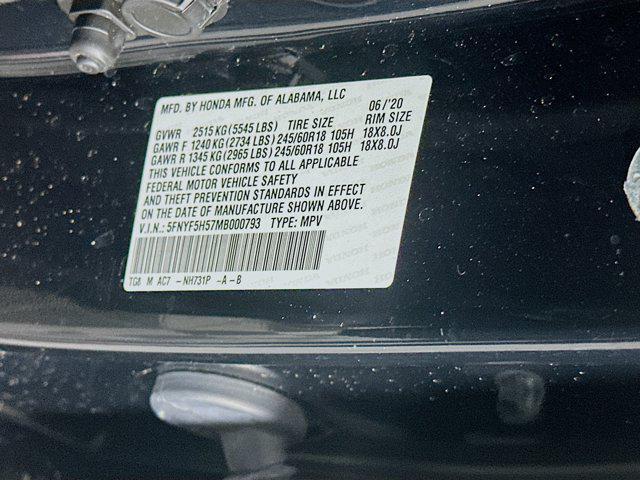 MFD. BY HONDA MFG. OF ALABAMA, LLC 06/'20
GVWR 2515 KG (5545 LBS) TIRE SIZE RIM SIZE
GAWR F 1240 KG (2734 LBS) 245/60R18 105H 18X8.0J
GAWR R 1345 KG (2965 LBS) 245/60R18 105H 18X8.0J
THIS VEHICLE CONFORMS TO ALL APPLICABLE
FEDERAL MOTOR VEHICLE SAFETY
AND THEFT PREVENTION STANDARDS IN EFFECT
ON THE DATE OF MANUFACTURE SHOWN ABOVE.
V.I.N.: 5FNYF5H57MB000793 TYPE: MPV
TG8 M AC7 -NH731P -A-B